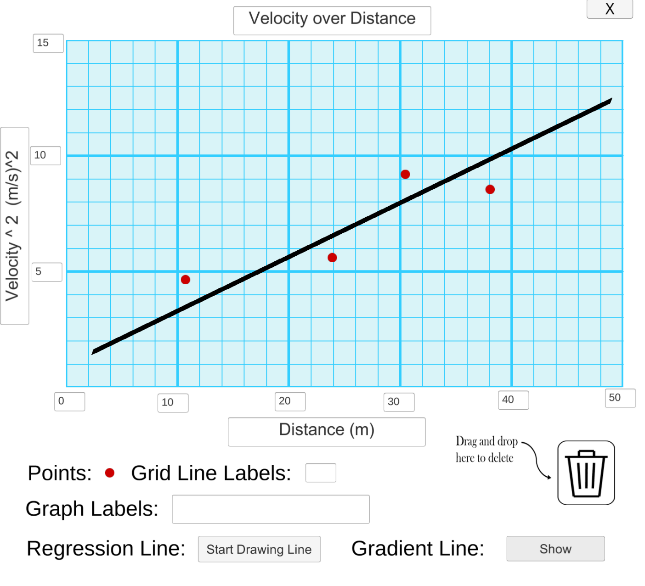 Velocity over Distance
X
15
10
5
Velocity ^ 2 (m/s)^2
0
10
20
30
40
50
Distance (m)
Drag and drop
here to delete
Points:
Grid Line Labels:
Graph Labels:
Regression Line:
Start Drawing Line
Gradient Line:
Show